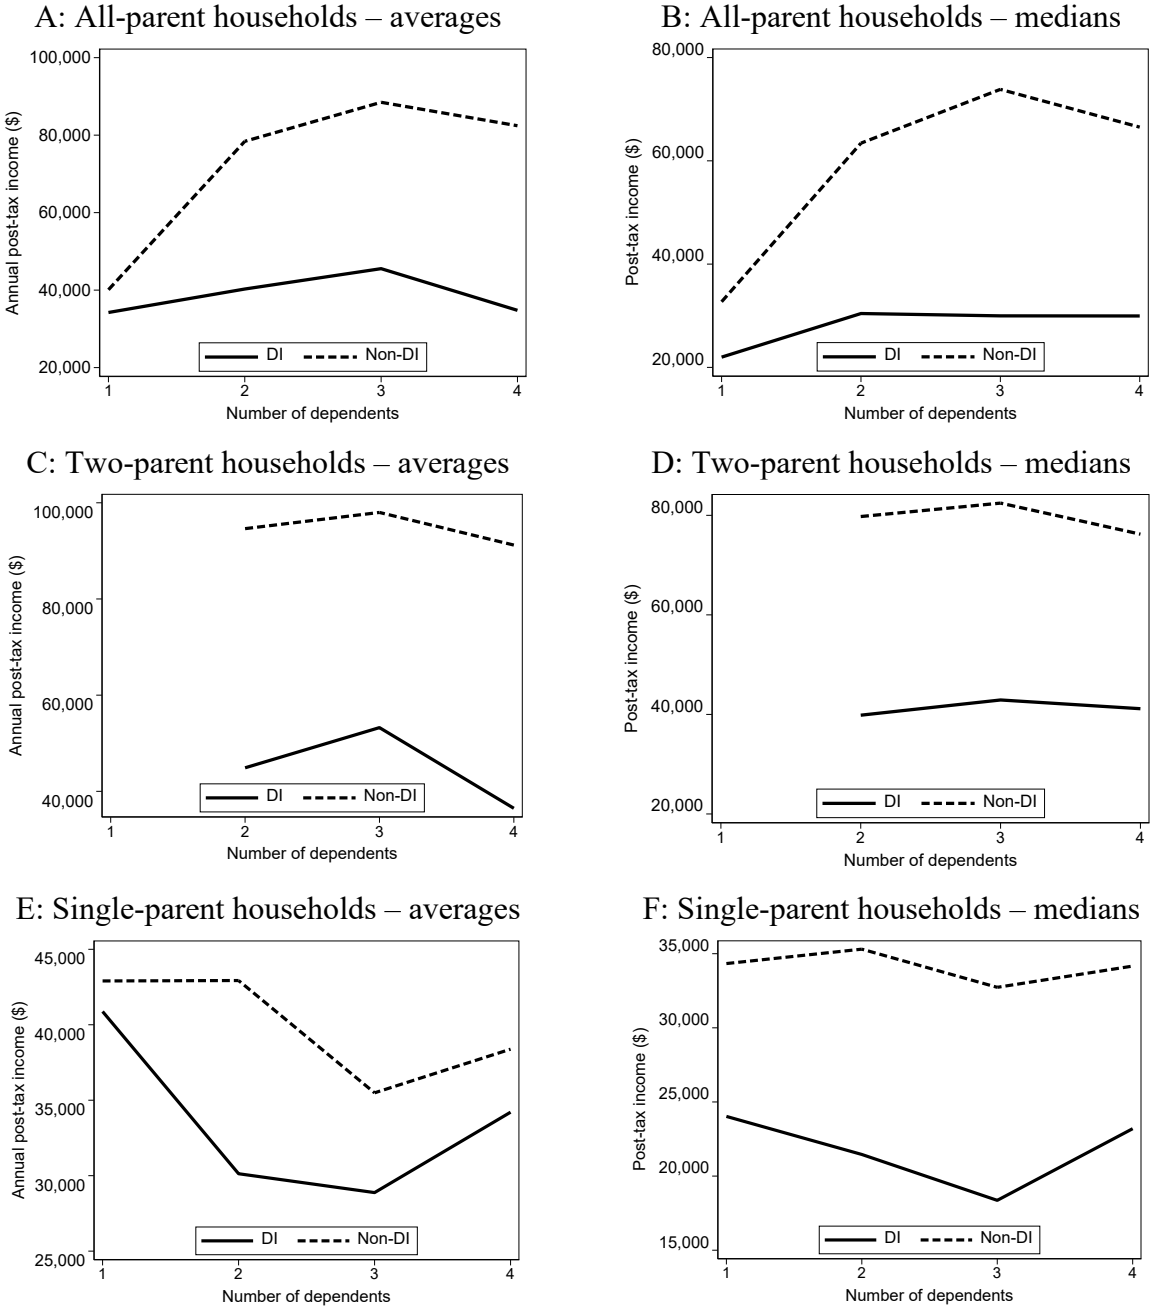 A: All-parent households – averages
100,000
80,000
60,000
40,000
20,000
Annual post-tax income ($)
DI Non-DI
1 2 3 4
Number of dependents
B: All-parent households – medians
80,000
60,000
40,000
20,000
Post-tax income ($)
DI Non-DI
1 2 3 4
Number of dependents
C: Two-parent households – averages
100,000
80,000
60,000
40,000
Annual post-tax income ($)
DI Non-DI
1 2 3 4
Number of dependents
D: Two-parent households – medians
80,000
60,000
40,000
20,000
Post-tax income ($)
DI Non-DI
1 2 3 4
Number of dependents
E: Single-parent households – averages
45,000
40,000
35,000
30,000
25,000
Annual post-tax income ($)
DI Non-DI
1 2 3 4
Number of dependents
F: Single-parent households – medians
35,000
30,000
25,000
20,000
15,000
Post-tax income ($)
DI Non-DI
1 2 3 4
Number of dependents